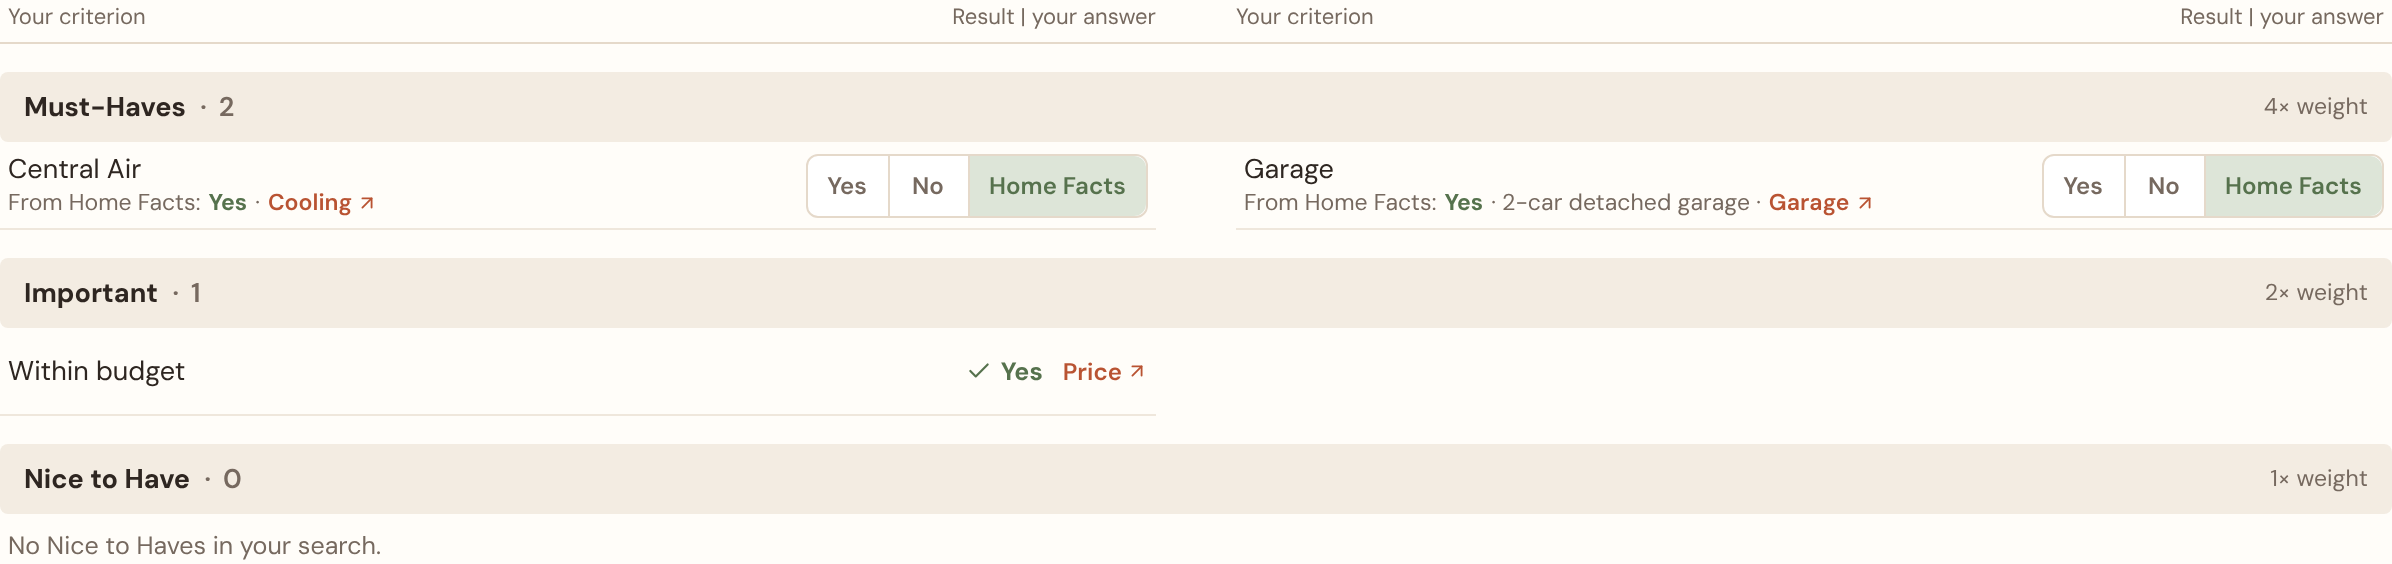 Your criterion Result | your answer Your criterion Result | your answer
Must-Haves · 2 4× weight
Central Air Yes No Home Facts
From Home Facts: Yes · Cooling ↗
Garage Yes No Home Facts
From Home Facts: Yes · 2-car detached garage · Garage ↗
Important · 1 2× weight
Within budget ✓ Yes Price ↗
Nice to Have · 0 1× weight
No Nice to Haves in your search.